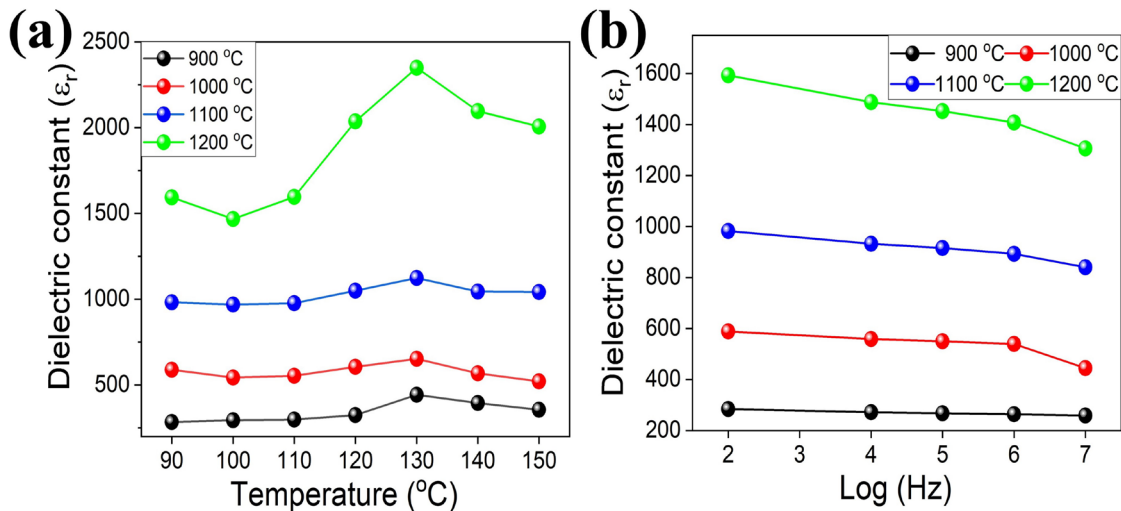 (a)
Dielectric constant (εr)
2500
2000
1500
1000
500
900 °C
1000 °C
1100 °C
1200 °C
90 100 110 120 130 140 150
Temperature (°C)
(b)
Dielectric constant (εr)
1600
1400
1200
1000
800
600
400
200
900 °C 1000 °C
1100 °C 1200 °C
2 3 4 5 6 7
Log (Hz)